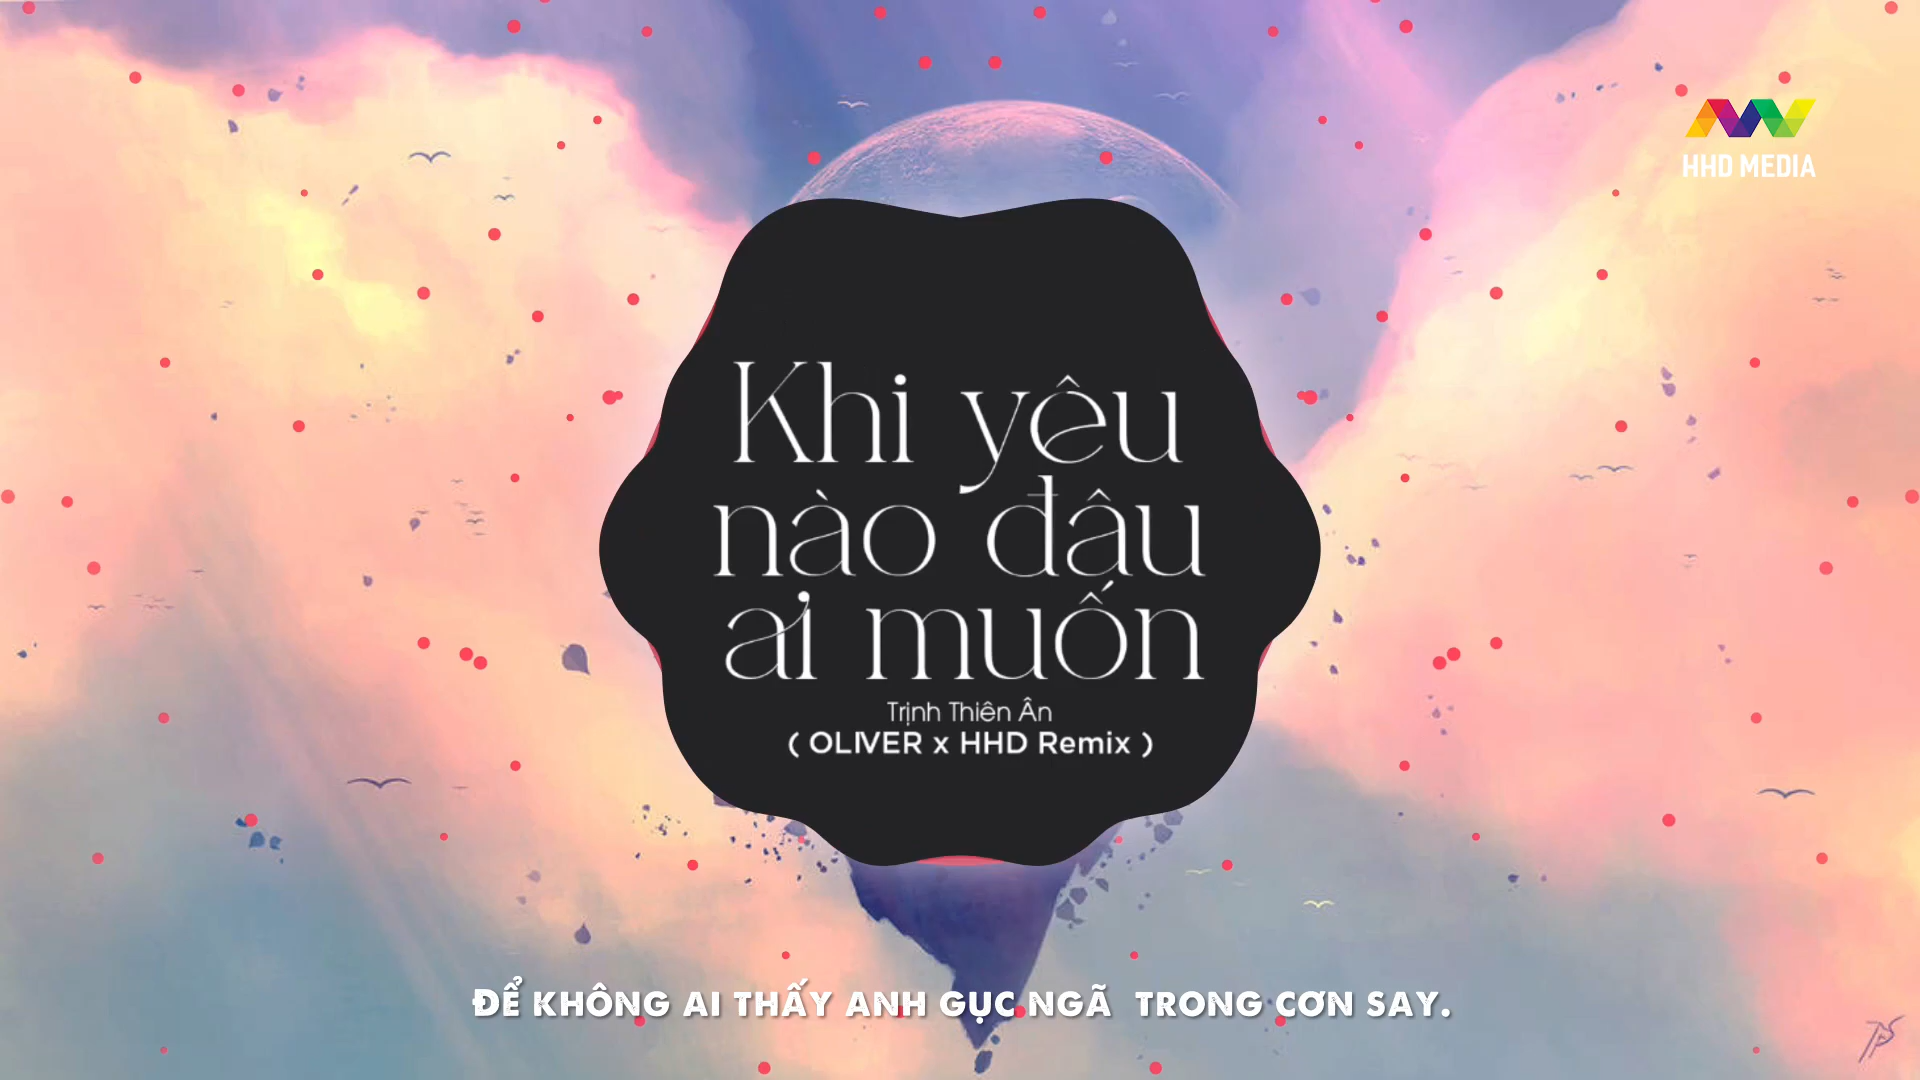 HHD MEDIA
Khi yêu
nào đâu
ai muốn
Trịnh Thiên Ân
( OLIVER x HHD Remix )
ĐỂ KHÔNG AI THẤY ANH GỤC NGÃ TRONG CƠN SAY.